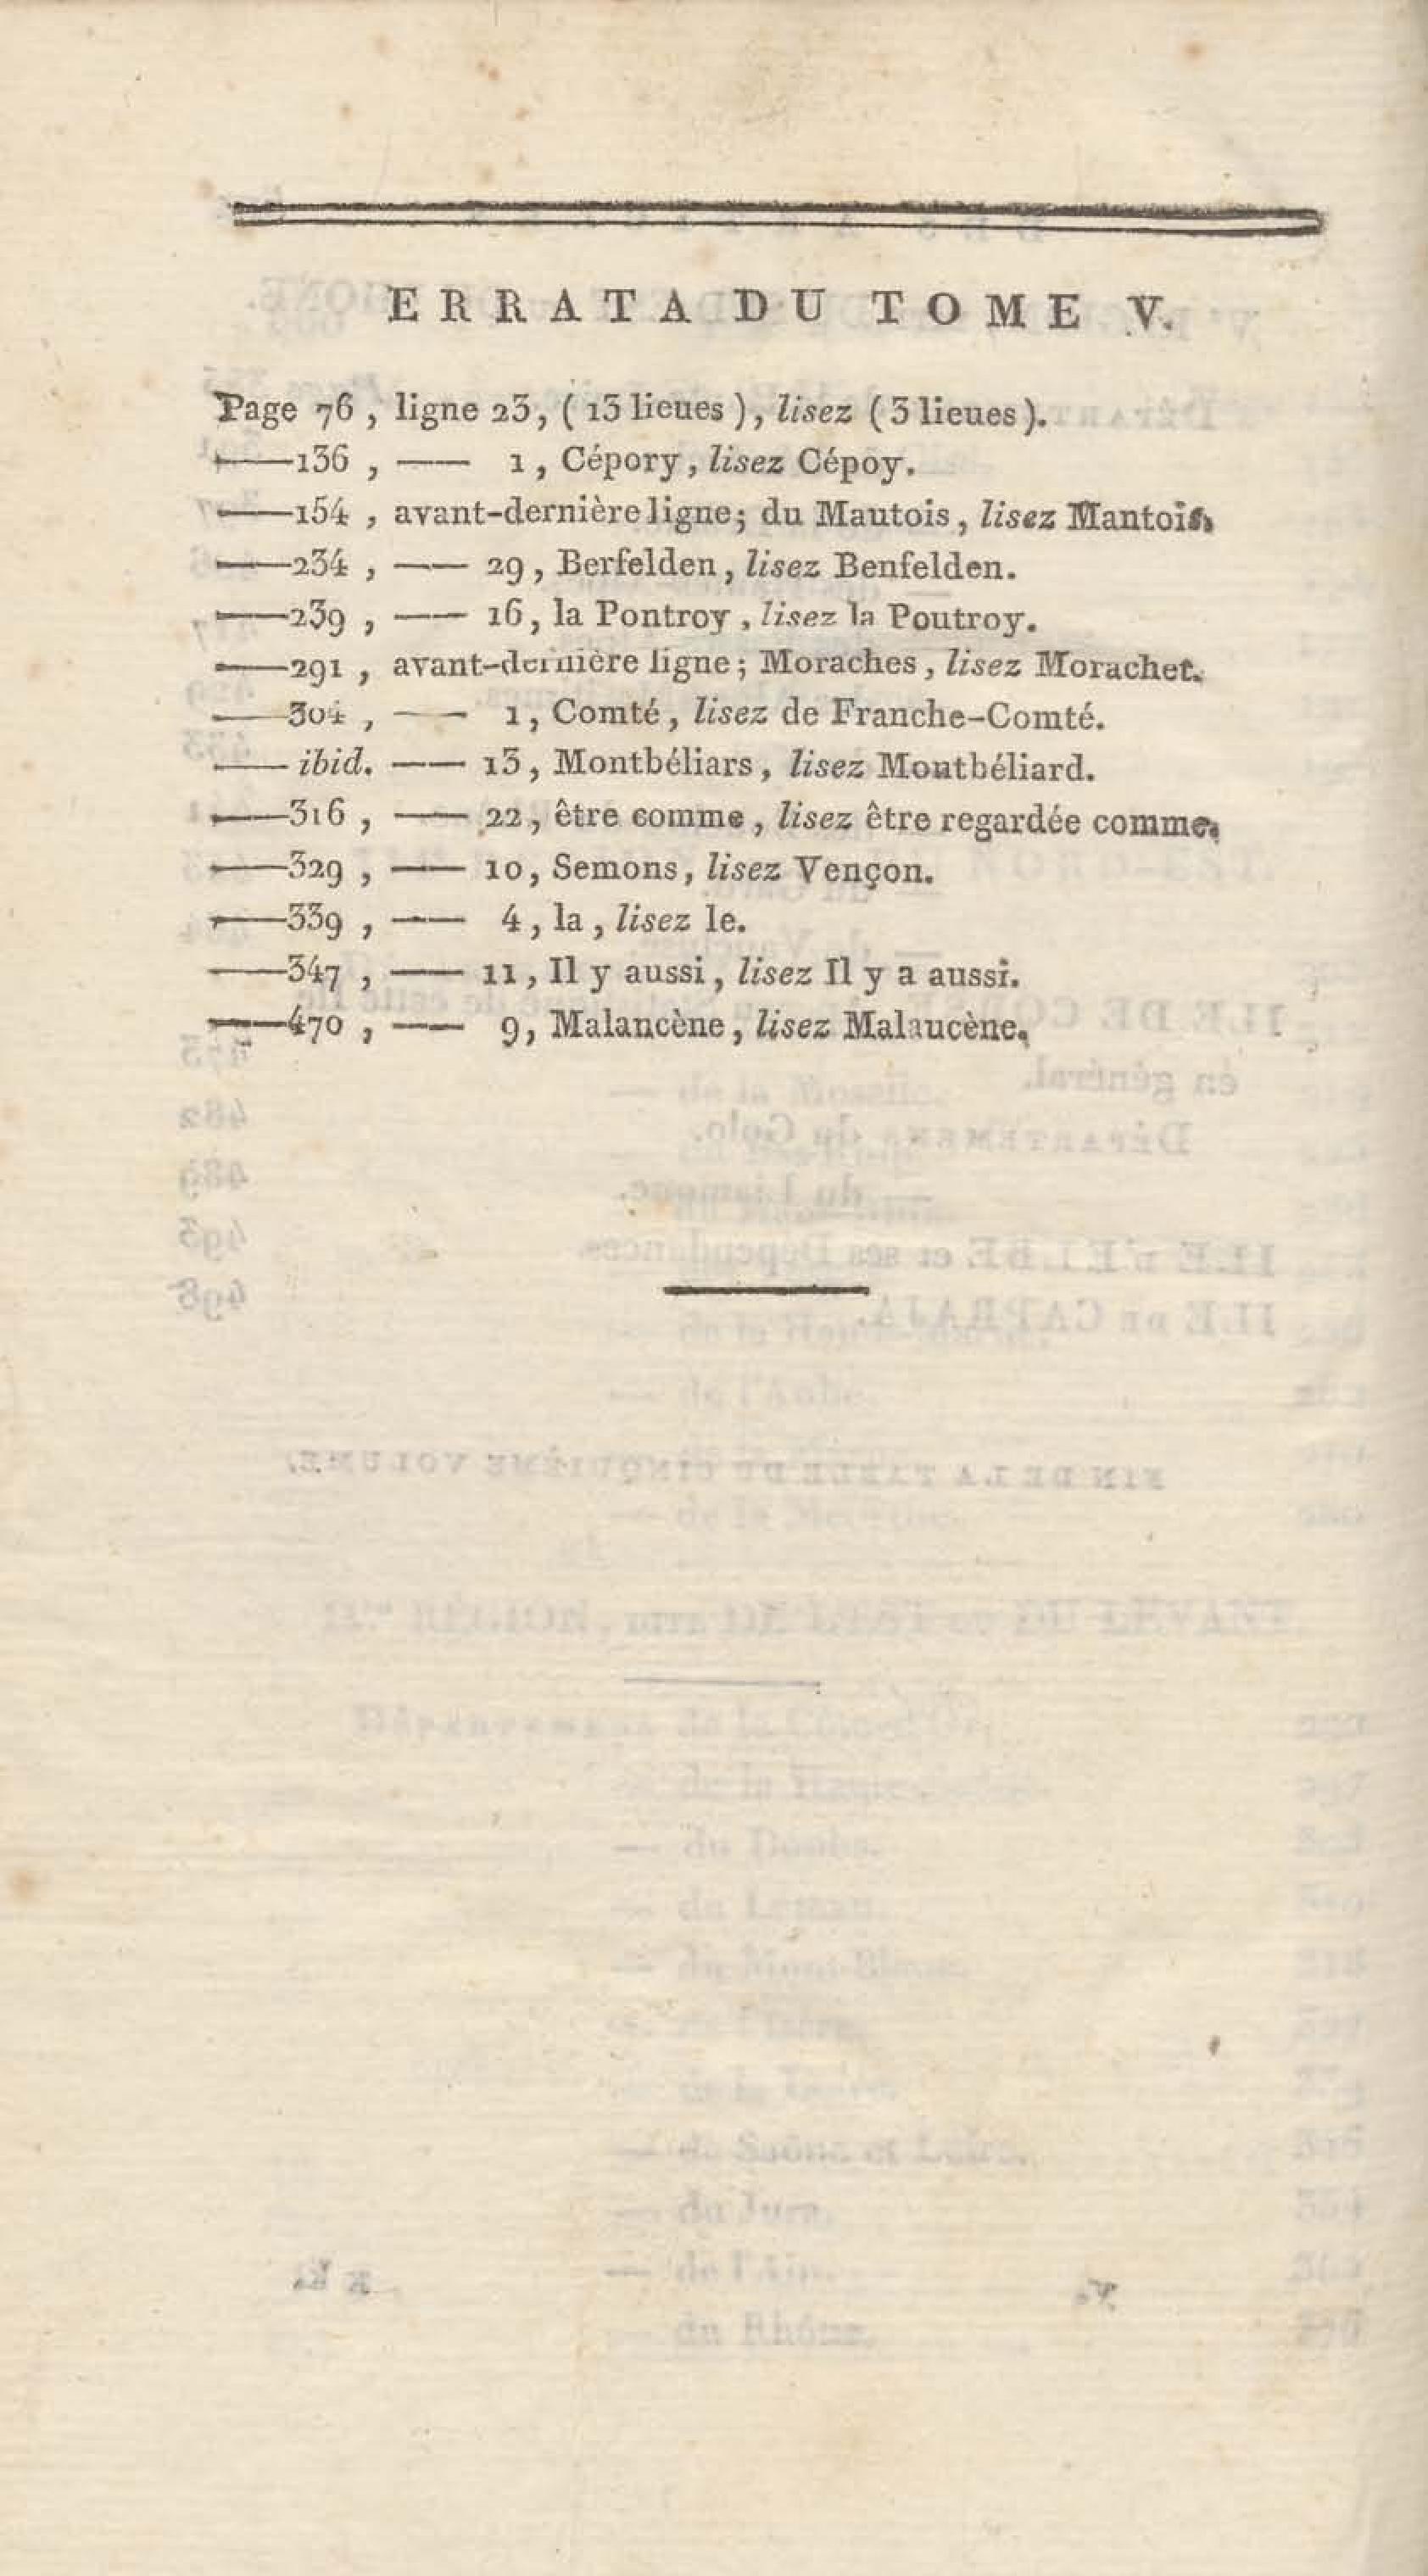 ERRATA DU TOME V.
Page 76, ligne 23, (13 lieues), lisez (3 lieues).
——136, —— 1, Cépory, lisez Cépoy.
——154, avant-dernière ligne; du Mautois, lisez Mantois.
——234, —— 29, Berfelden, lisez Benfelden.
——239, —— 16, la Pontroy, lisez la Poutroy.
——291, avant-dernière ligne; Moraches, lisez Morachet.
——304, —— 1, Comté, lisez de Franche-Comté.
—— ibid. —— 13, Montbéliars, lisez Montbéliard.
——316, —— 22, être comme, lisez être regardée comme.
——329, —— 10, Semons, lisez Vençon.
——339, —— 4, la, lisez le.
——347, —— 11, Il y aussi, lisez Il y a aussi.
——470, —— 9, Malancène, lisez Malaucène.